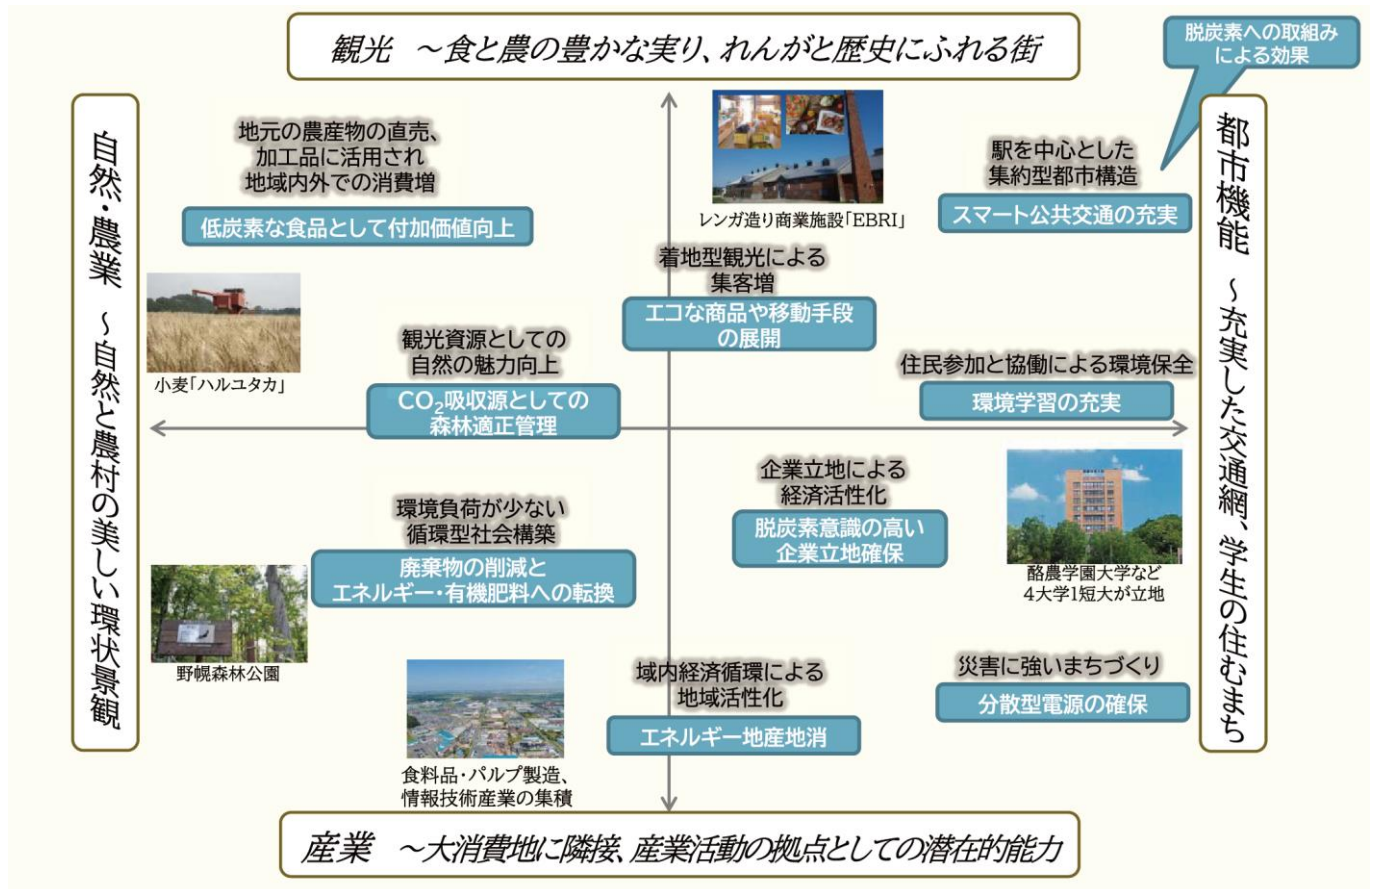 観光　～食と農の豊かな実り、れんがと歴史にふれる街
脱炭素への取組み
による効果
自然・農業　～自然と農村の美しい環状景観
地元の農産物の直売、
加工品に活用され
地域内外での消費増
低炭素な食品として付加価値向上
小麦「ハルユタカ」
レンガ造り商業施設「EBRI」
駅を中心とした
集約型都市構造
スマート公共交通の充実
着地型観光による
集客増
エコな商品や移動手段
の展開
観光資源としての
自然の魅力向上
CO₂吸収源としての
森林適正管理
住民参加と協働による環境保全
環境学習の充実
都市機能　～充実した交通網、学生の住むまち
環境負荷が少ない
循環型社会構築
廃棄物の削減と
エネルギー・有機肥料への転換
野幌森林公園
企業立地による
経済活性化
脱炭素意識の高い
企業立地確保
酪農学園大学など
4大学1短大が立地
食料品・パルプ製造、
情報技術産業の集積
域内経済循環による
地域活性化
エネルギー地産地消
災害に強いまちづくり
分散型電源の確保
産業　～大消費地に隣接、産業活動の拠点としての潜在的能力